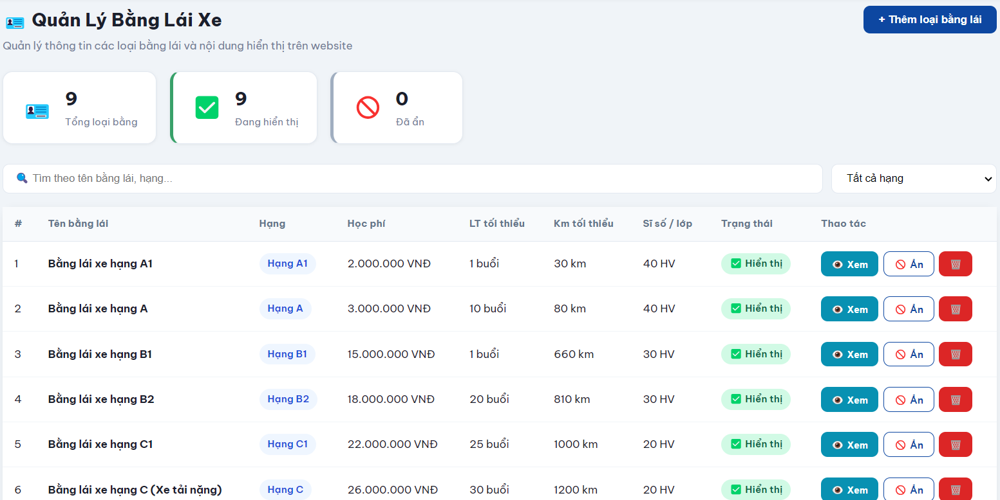 Quản Lý Bằng Lái Xe
+ Thêm loại bằng lái
Quản lý thông tin các loại bằng lái và nội dung hiển thị trên website
9
Tổng loại bằng
9
Đang hiển thị
0
Đã ẩn
Tìm theo tên bằng lái, hạng...
Tất cả hạng
# Tên bằng lái Hạng Học phí LT tối thiểu Km tối thiểu Sĩ số / lớp Trạng thái Thao tác
1 Bằng lái xe hạng A1 Hạng A1 2.000.000 VNĐ 1 buổi 30 km 40 HV Hiển thị Xem Ẩn
2 Bằng lái xe hạng A Hạng A 3.000.000 VNĐ 10 buổi 80 km 40 HV Hiển thị Xem Ẩn
3 Bằng lái xe hạng B1 Hạng B1 15.000.000 VNĐ 1 buổi 660 km 30 HV Hiển thị Xem Ẩn
4 Bằng lái xe hạng B2 Hạng B2 18.000.000 VNĐ 20 buổi 810 km 30 HV Hiển thị Xem Ẩn
5 Bằng lái xe hạng C1 Hạng C1 22.000.000 VNĐ 25 buổi 1000 km 20 HV Hiển thị Xem Ẩn
6 Bằng lái xe hạng C (Xe tải nặng) Hạng C 26.000.000 VNĐ 30 buổi 1200 km 20 HV Hiển thị Xem Ẩn